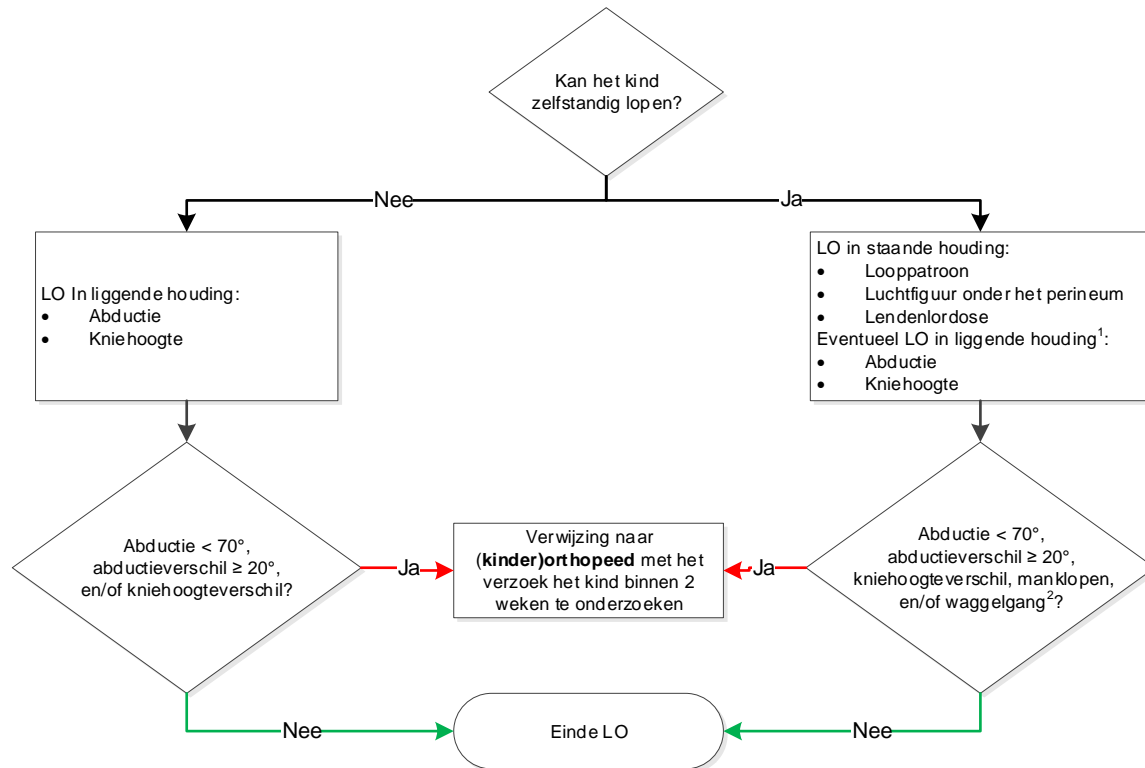 Kan het kind
zelfstandig lopen?
Nee
Ja
LO In liggende houding:
• Abductie
• Kniehoogte
LO in staande houding:
• Looppatroon
• Luchtfiguur onder het perineum
• Lendenlordose
Eventueel LO in liggende houding¹:
• Abductie
• Kniehoogte
Abductie < 70°,
abductieverschil ≥ 20°,
en/of kniehoogteverschil?
Ja
Verwijzing naar
(kinder)orthopeed met het
verzoek het kind binnen 2
weken te onderzoeken
Ja
Abductie < 70°,
abductieverschil ≥ 20°,
kniehoogteverschil, manklopen,
en/of waggelgang²?
Nee
Einde LO
Nee